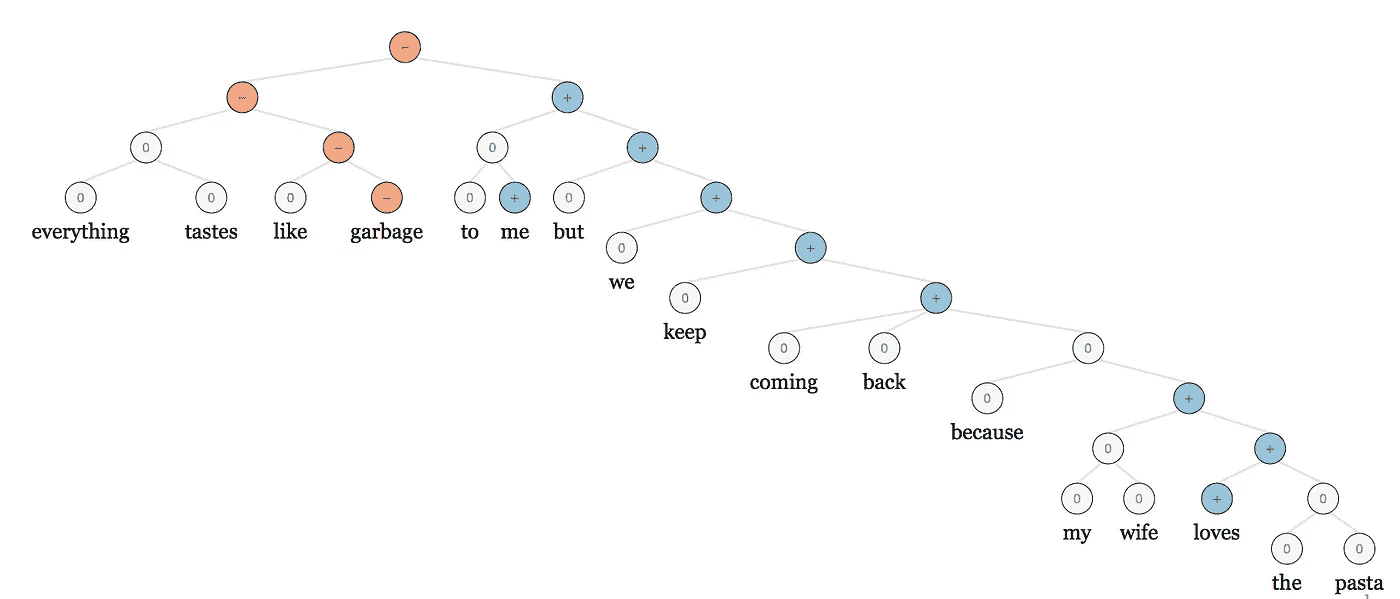 −
− +
0 − 0 +
0 0 0 − 0 + 0 +
everything tastes like garbage to me but
0 +
we
0 +
keep
0 0 0
coming back
0 +
because
0 +
0 0 + 0
my wife loves
0 0
the pasta